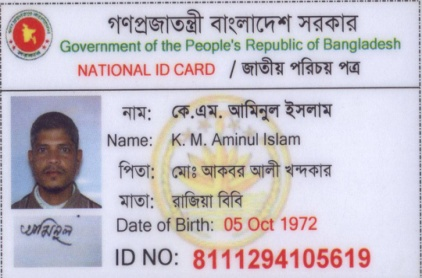 গণপ্রজাতন্ত্রী বাংলাদেশ সরকার
Government of the People's Republic of Bangladesh
NATIONAL ID CARD / জাতীয় পরিচয় পত্র
নাম: কে.এম. আমিনুল ইসলাম
Name: K. M. Aminul Islam
পিতা: মোঃ আকবর আলী খন্দকার
মাতা: রাজিয়া বিবি
Date of Birth: 05 Oct 1972
ID NO: 8111294105619
আমিনুল